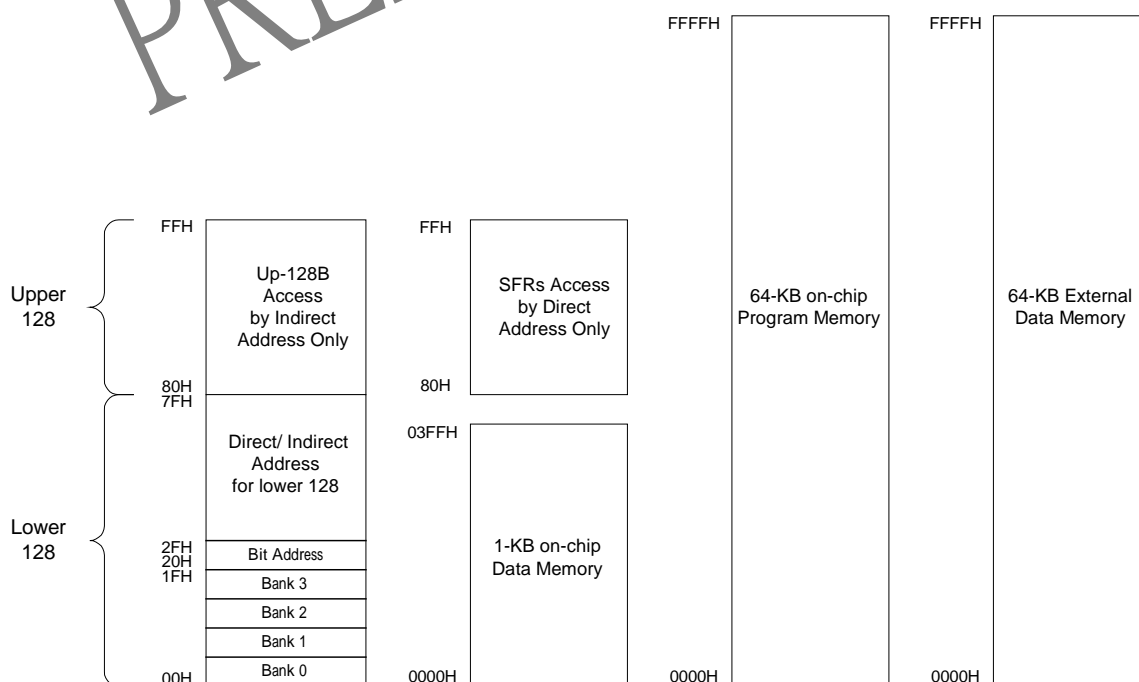 PRE
FFFFH
FFFFH
FFH
FFH
Upper
128
Up-128B
Access
by Indirect
Address Only
SFRs Access
by Direct
Address Only
64-KB on-chip
Program Memory
64-KB External
Data Memory
80H
7FH
80H
03FFH
Direct/ Indirect
Address
for lower 128
Lower
128
2FH
20H
1FH
Bit Address
Bank 3
Bank 2
Bank 1
Bank 0
1-KB on-chip
Data Memory
00H
0000H
0000H
0000H